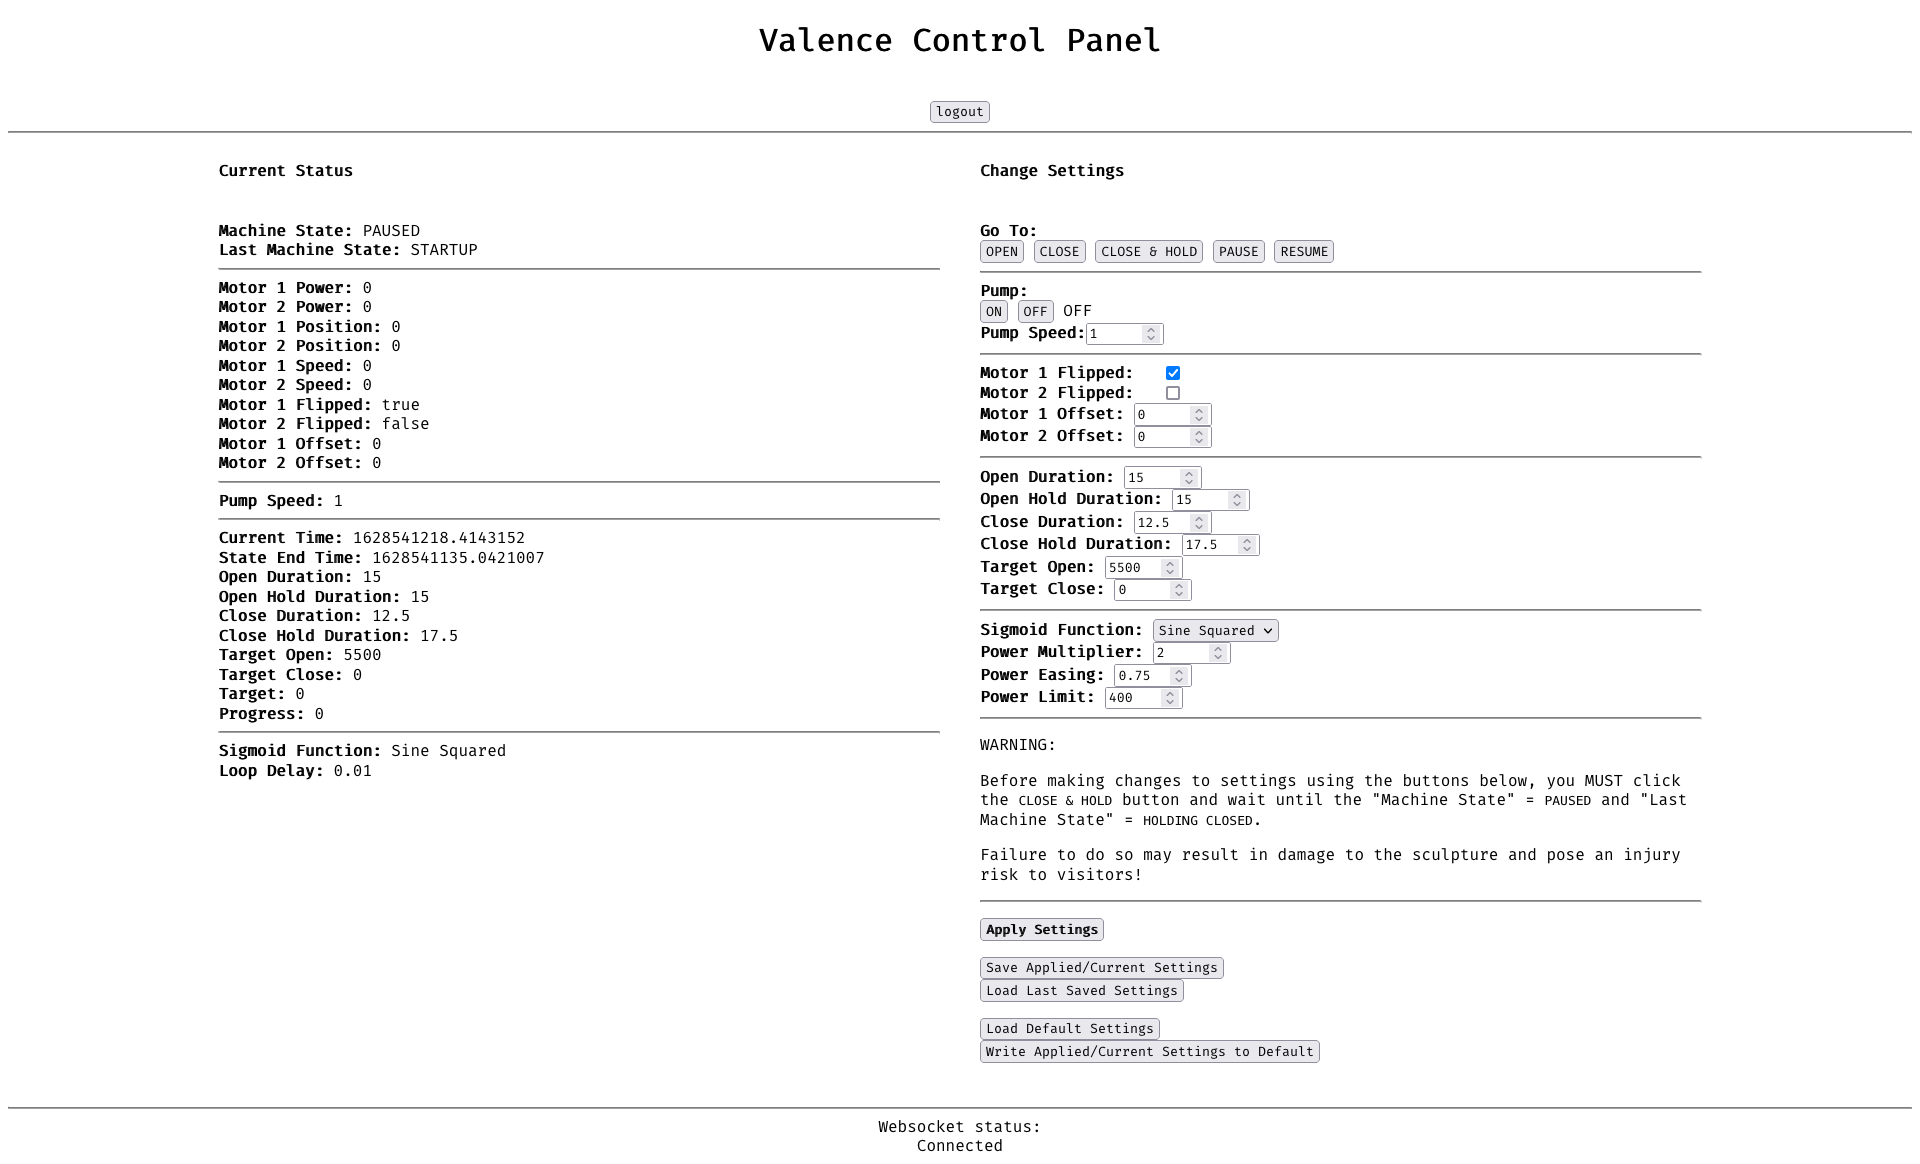 Valence Control Panel
logout
Current Status
Machine State: PAUSED
Last Machine State: STARTUP
Motor 1 Power: 0
Motor 2 Power: 0
Motor 1 Position: 0
Motor 2 Position: 0
Motor 1 Speed: 0
Motor 2 Speed: 0
Motor 1 Flipped: true
Motor 2 Flipped: false
Motor 1 Offset: 0
Motor 2 Offset: 0
Pump Speed: 1
Current Time: 1628541218.4143152
State End Time: 1628541135.0421007
Open Duration: 15
Open Hold Duration: 15
Close Duration: 12.5
Close Hold Duration: 17.5
Target Open: 5500
Target Close: 0
Target: 0
Progress: 0
Sigmoid Function: Sine Squared
Loop Delay: 0.01
Change Settings
Go To:
OPEN CLOSE CLOSE & HOLD PAUSE RESUME
Pump:
ON OFF OFF
Pump Speed: 1
Motor 1 Flipped:
Motor 2 Flipped:
Motor 1 Offset: 0
Motor 2 Offset: 0
Open Duration: 15
Open Hold Duration: 15
Close Duration: 12.5
Close Hold Duration: 17.5
Target Open: 5500
Target Close: 0
Sigmoid Function: Sine Squared
Power Multiplier: 2
Power Easing: 0.75
Power Limit: 400
WARNING:
Before making changes to settings using the buttons below, you MUST click
the CLOSE & HOLD button and wait until the "Machine State" = PAUSED and "Last
Machine State" = HOLDING CLOSED.
Failure to do so may result in damage to the sculpture and pose an injury
risk to visitors!
Apply Settings
Save Applied/Current Settings
Load Last Saved Settings
Load Default Settings
Write Applied/Current Settings to Default
Websocket status:
Connected